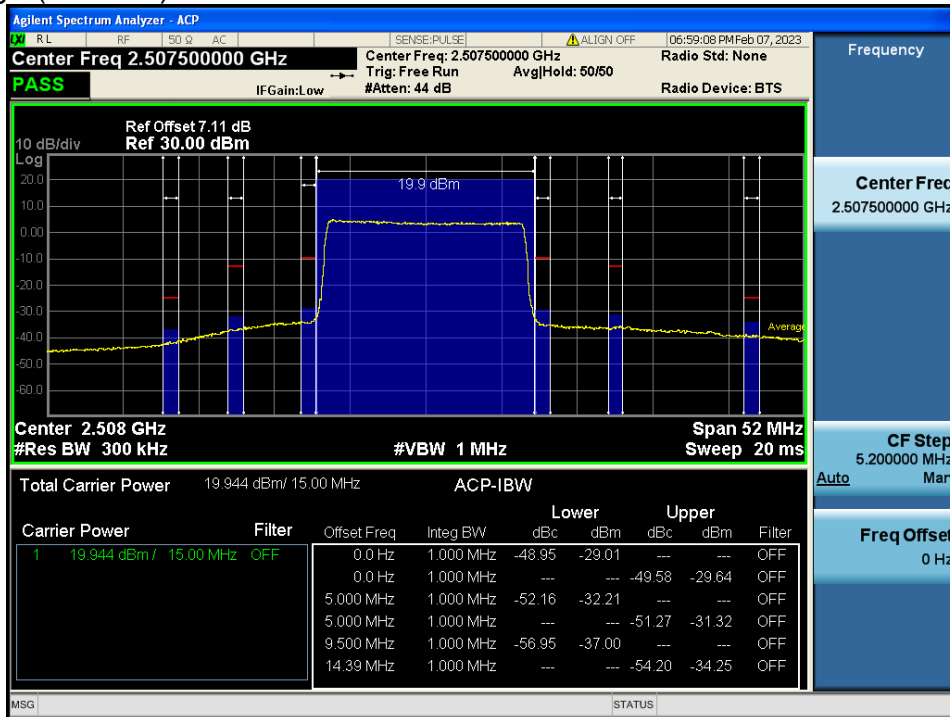 Agilent Spectrum Analyzer - ACP
LXI RL RF 50 Ω AC SENSE:PULSE ALIGN OFF 06:59:08 PM Feb 07, 2023
Center Freq 2.507500000 GHz Center Freq: 2.507500000 GHz Radio Std: None
Trig: Free Run Avg|Hold: 50/50
PASS IFGain:Low #Atten: 44 dB Radio Device: BTS
Frequency
Ref Offset 7.11 dB
10 dB/div Ref 30.00 dBm
Log
20.0
19.9 dBm
10.0
0.00
-10.0
-20.0
-30.0
Average
-40.0
-50.0
-60.0
Center Freq
2.507500000 GHz
Center 2.508 GHz Span 52 MHz
#Res BW 300 kHz #VBW 1 MHz Sweep 20 ms
CF Step
5.200000 MHz
Auto Man
Total Carrier Power 19.944 dBm/ 15.00 MHz ACP-IBW
Lower Upper
Carrier Power Filter Offset Freq Integ BW dBc dBm dBc dBm Filter
1 19.944 dBm / 15.00 MHz OFF 0.0 Hz 1.000 MHz -48.95 -29.01 --- --- OFF
0.0 Hz 1.000 MHz --- --- -49.58 -29.64 OFF
5.000 MHz 1.000 MHz -52.16 -32.21 --- --- OFF
5.000 MHz 1.000 MHz --- --- -51.27 -31.32 OFF
9.500 MHz 1.000 MHz -56.95 -37.00 --- --- OFF
14.39 MHz 1.000 MHz --- --- -54.20 -34.25 OFF
Freq Offset
0 Hz
MSG STATUS